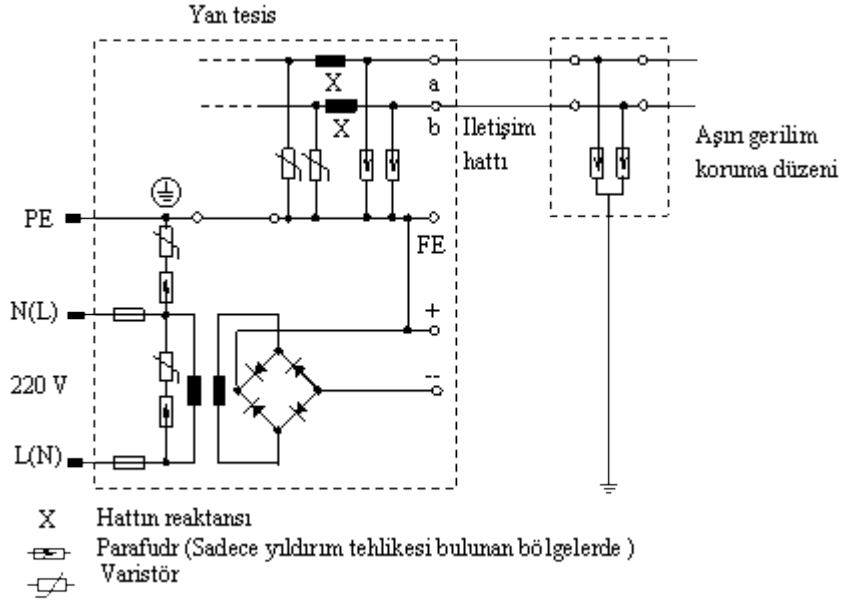 Yan tesis
X
a
X
b
Iletişim
hattı
Aşırı gerilim
koruma düzeni
PE
FE
N(L)
+
220 V
--
L(N)
X Hattın reaktansı
Parafudr (Sadece yıldırım tehlikesi bulunan bölgelerde )
Varistör